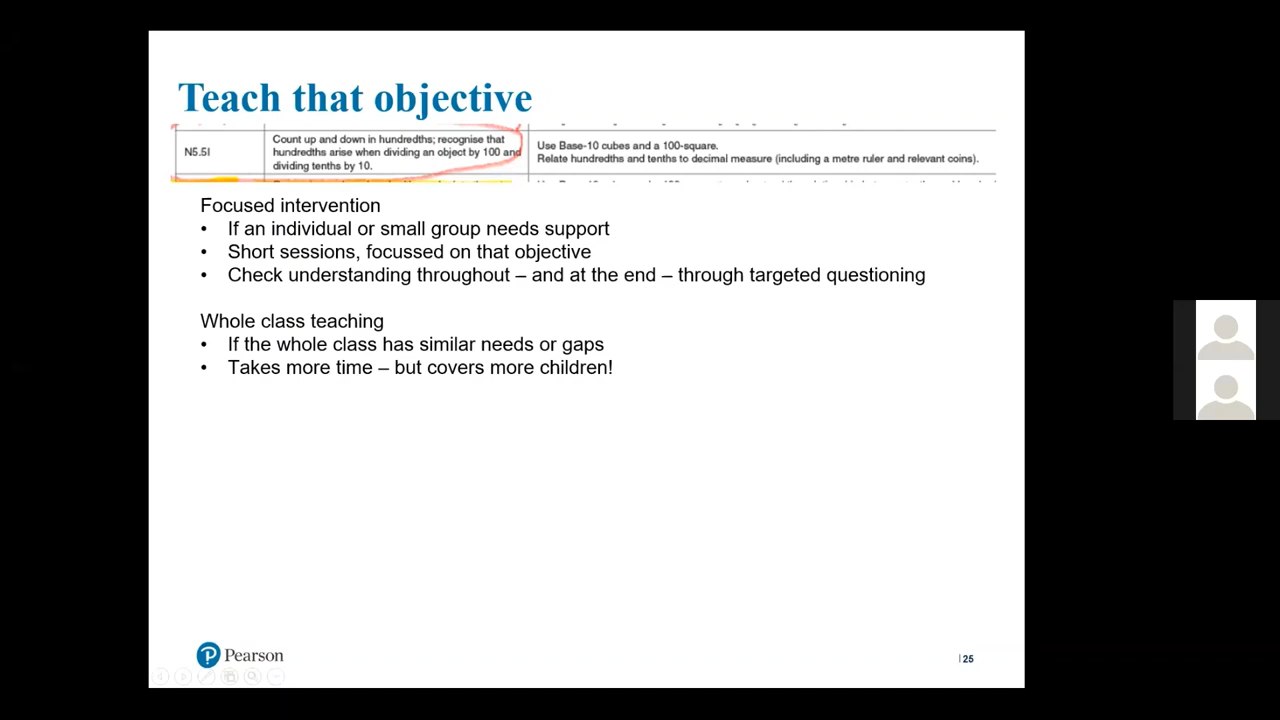 Teach that objective
N5.5I
Count up and down in hundredths; recognise that
hundredths arise when dividing an object by 100 and
dividing tenths by 10.
Use Base-10 cubes and a 100-square.
Relate hundredths and tenths to decimal measure (including a metre ruler and relevant coins).
Focused intervention
• If an individual or small group needs support
• Short sessions, focussed on that objective
• Check understanding throughout – and at the end – through targeted questioning
Whole class teaching
• If the whole class has similar needs or gaps
• Takes more time – but covers more children!
Pearson
25